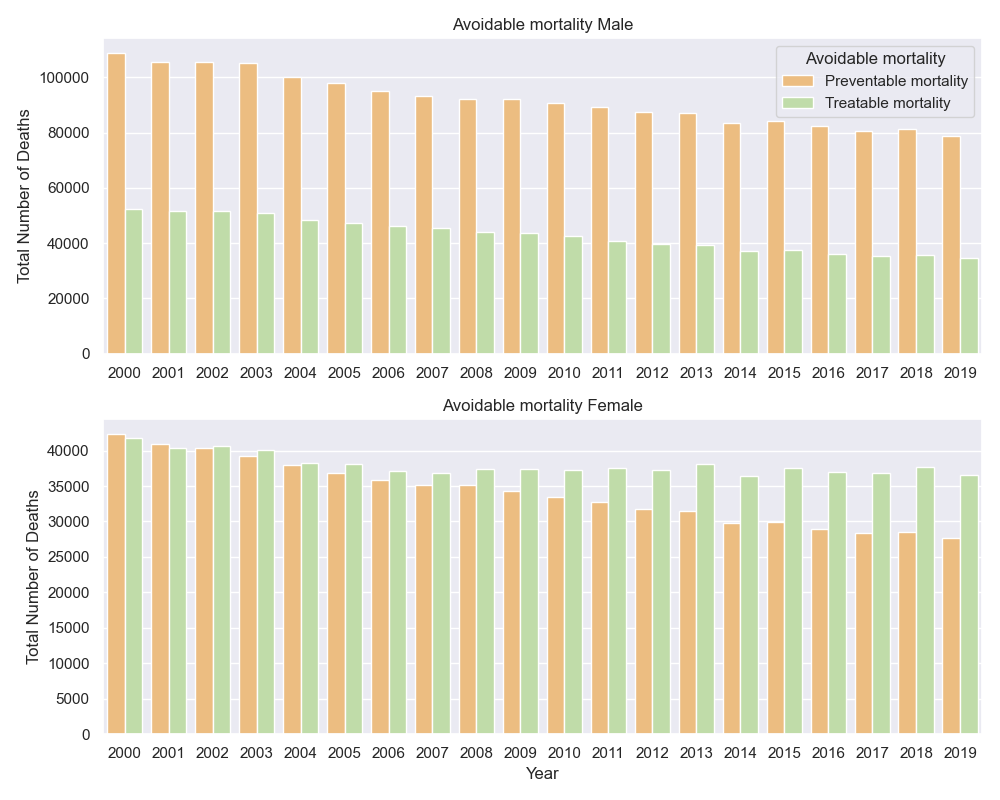 Avoidable mortality Male
Avoidable mortality
Preventable mortality
Treatable mortality
Total Number of Deaths
100000
80000
60000
40000
20000
0
2000 2001 2002 2003 2004 2005 2006 2007 2008 2009 2010 2011 2012 2013 2014 2015 2016 2017 2018 2019
Avoidable mortality Female
Total Number of Deaths
40000
35000
30000
25000
20000
15000
10000
5000
0
2000 2001 2002 2003 2004 2005 2006 2007 2008 2009 2010 2011 2012 2013 2014 2015 2016 2017 2018 2019
Year